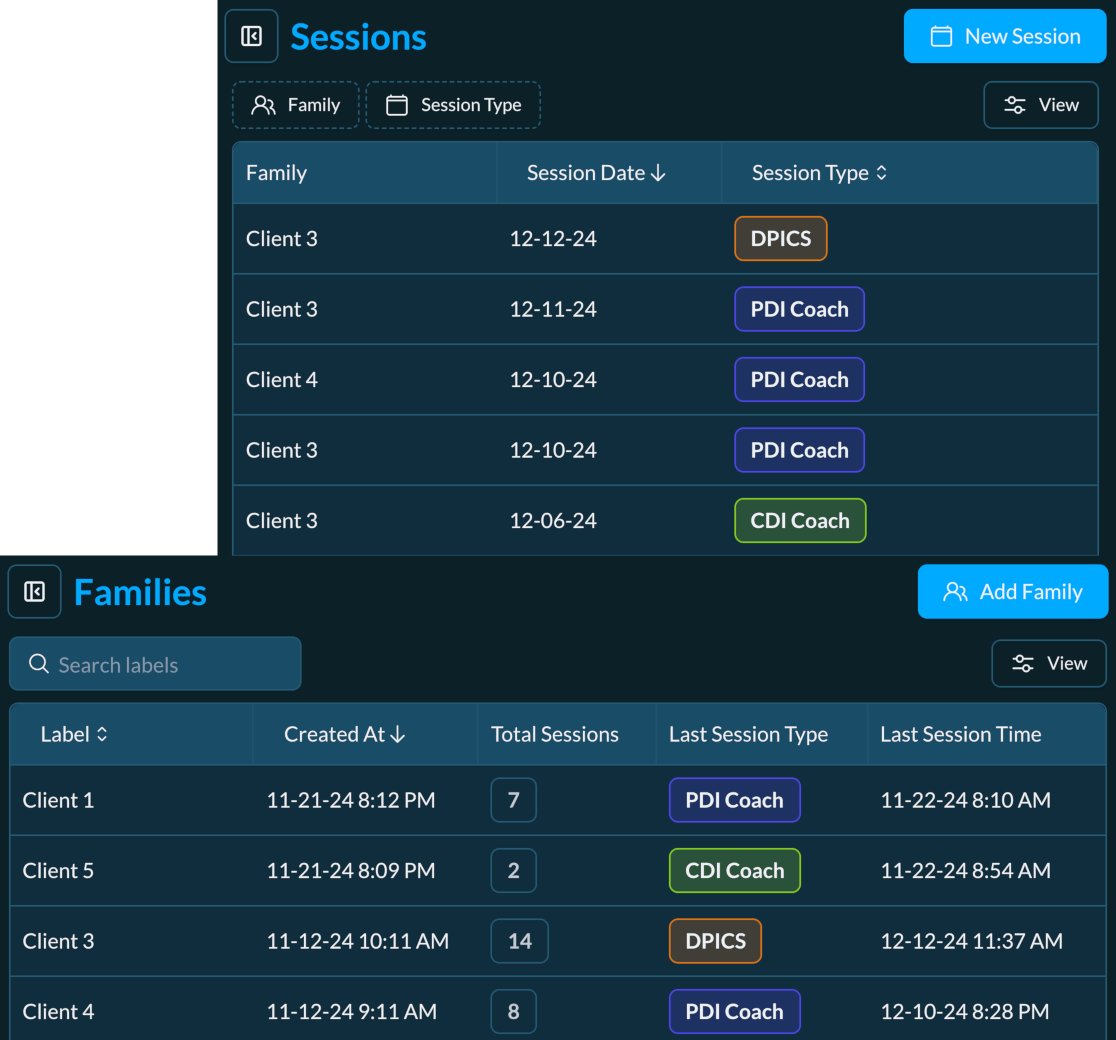 Sessions
New Session
Family
Session Type
View
Family Session Date Session Type
Client 3 12-12-24 DPICS
Client 3 12-11-24 PDI Coach
Client 4 12-10-24 PDI Coach
Client 3 12-10-24 PDI Coach
Client 3 12-06-24 CDI Coach
Families
Add Family
Search labels
View
Label Created At Total Sessions Last Session Type Last Session Time
Client 1 11-21-24 8:12 PM 7 PDI Coach 11-22-24 8:10 AM
Client 5 11-21-24 8:09 PM 2 CDI Coach 11-22-24 8:54 AM
Client 3 11-12-24 10:11 AM 14 DPICS 12-12-24 11:37 AM
Client 4 11-12-24 9:11 AM 8 PDI Coach 12-10-24 8:28 PM